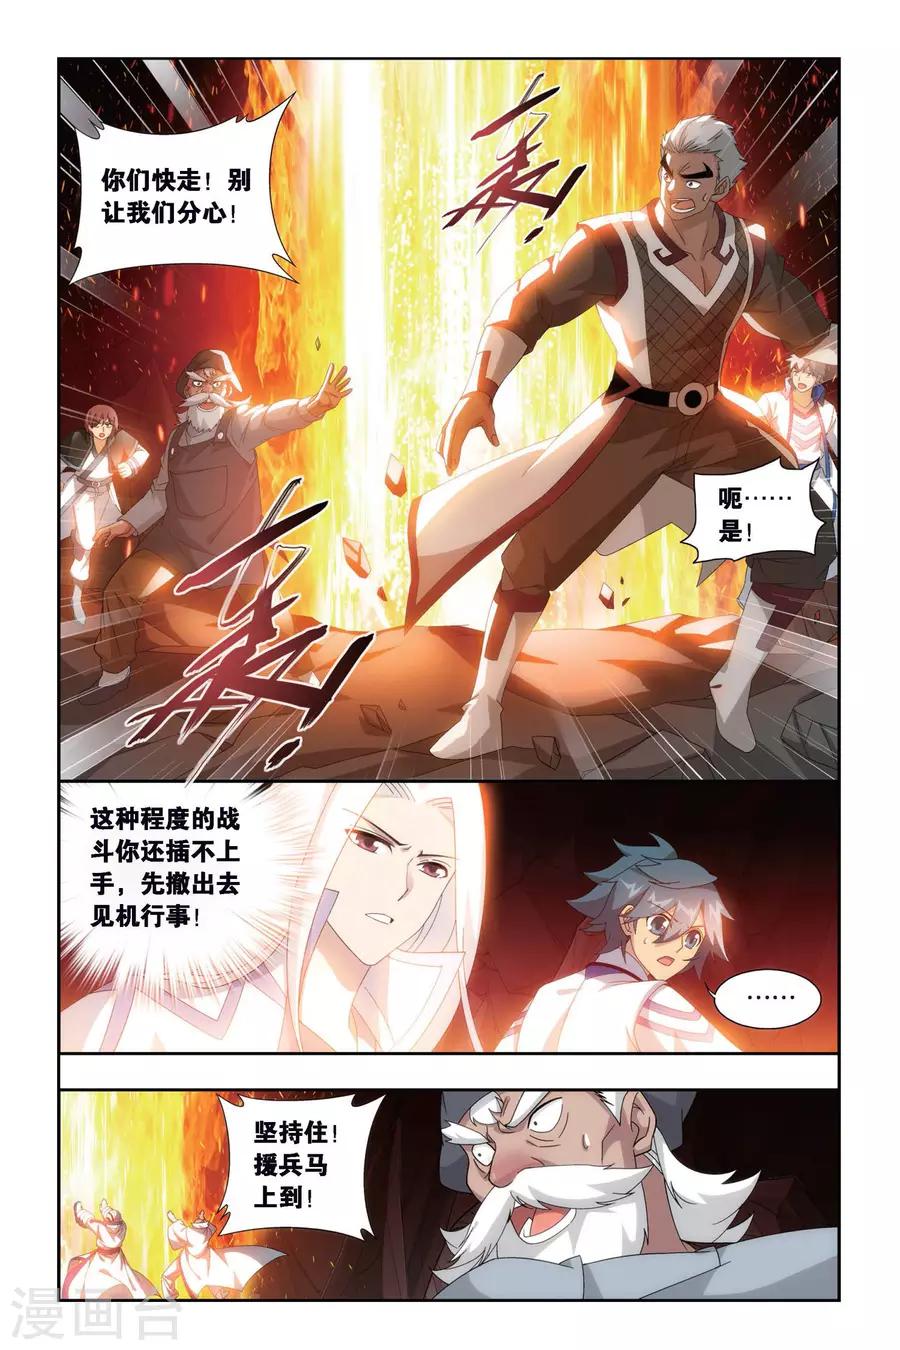 你们快走！别
让我们分心！
轰！
呃……
是！
轰！
这种程度的战
斗你还插不上
手，先撤出去
见机行事！
……
坚持住！
援兵马
上到！
漫画台